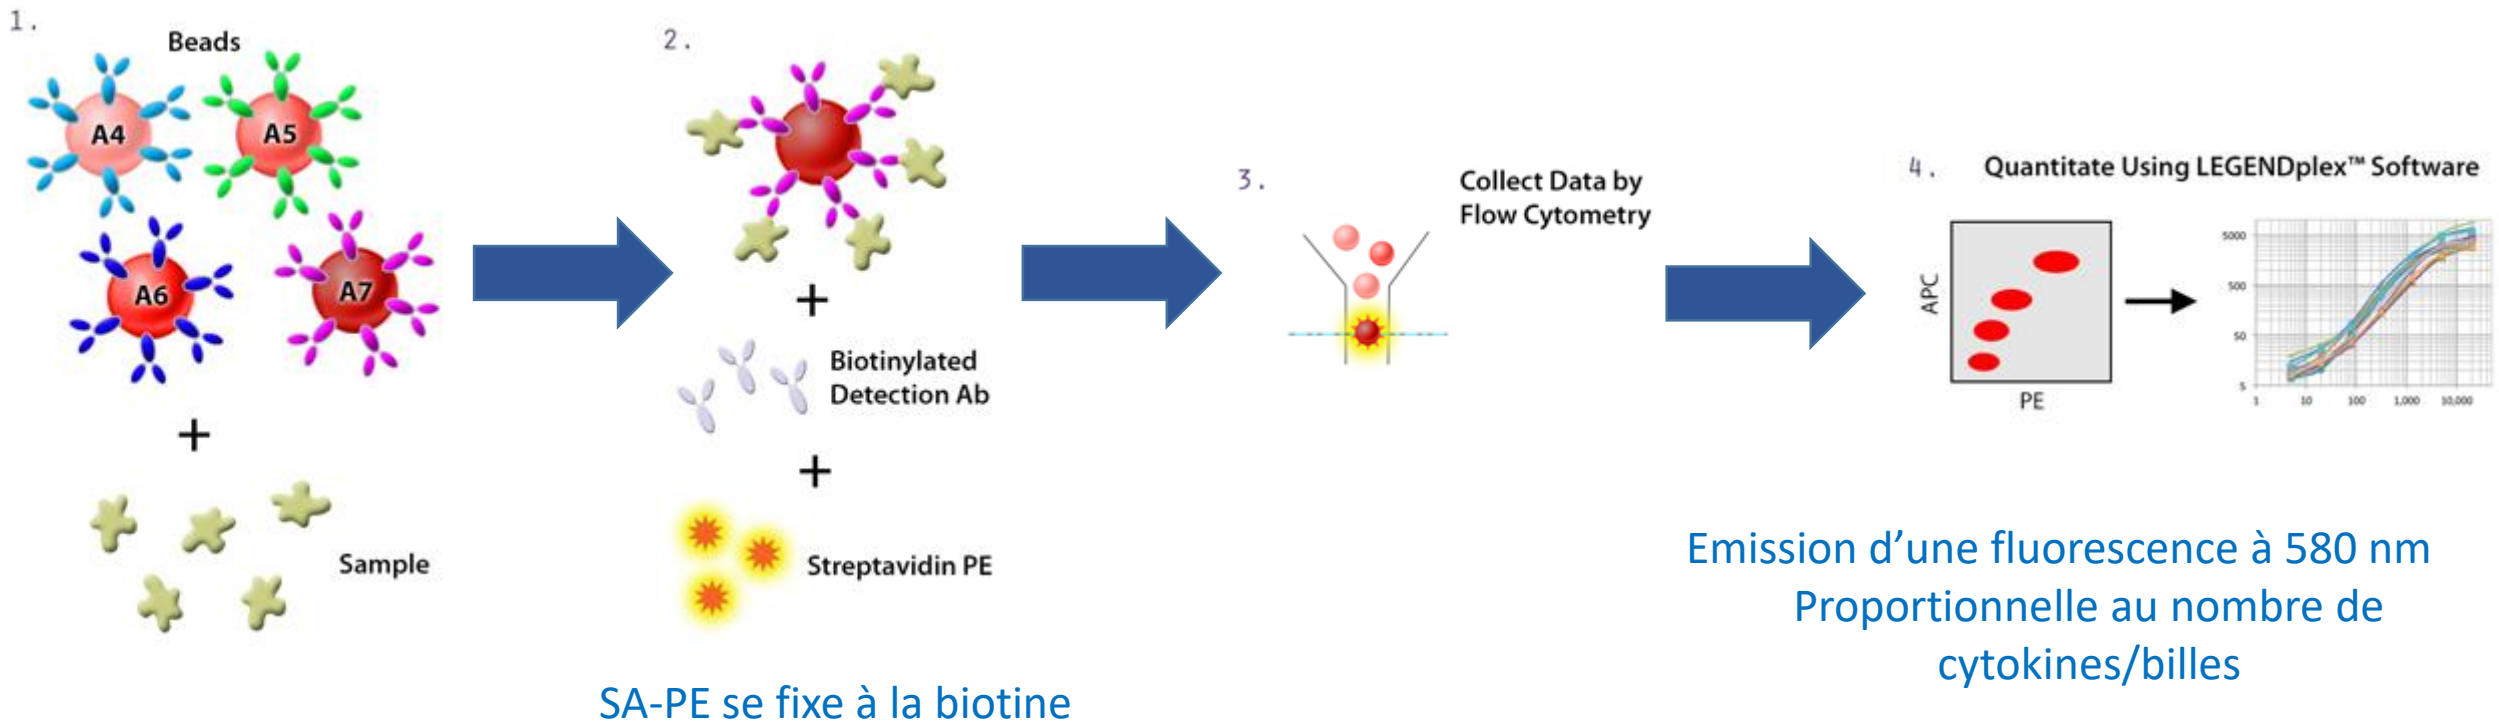 1.
Beads
A4
A5
A6
A7
+
Sample
2.
+
Biotinylated
Detection Ab
+
Streptavidin PE
SA-PE se fixe à la biotine
3.
Collect Data by
Flow Cytometry
4.
Quantitate Using LEGENDplex™ Software
APC
PE
5000
500
50
5
1
10
100
1,000
10,000
Emission d’une fluorescence à 580 nm
Proportionnelle au nombre de
cytokines/billes